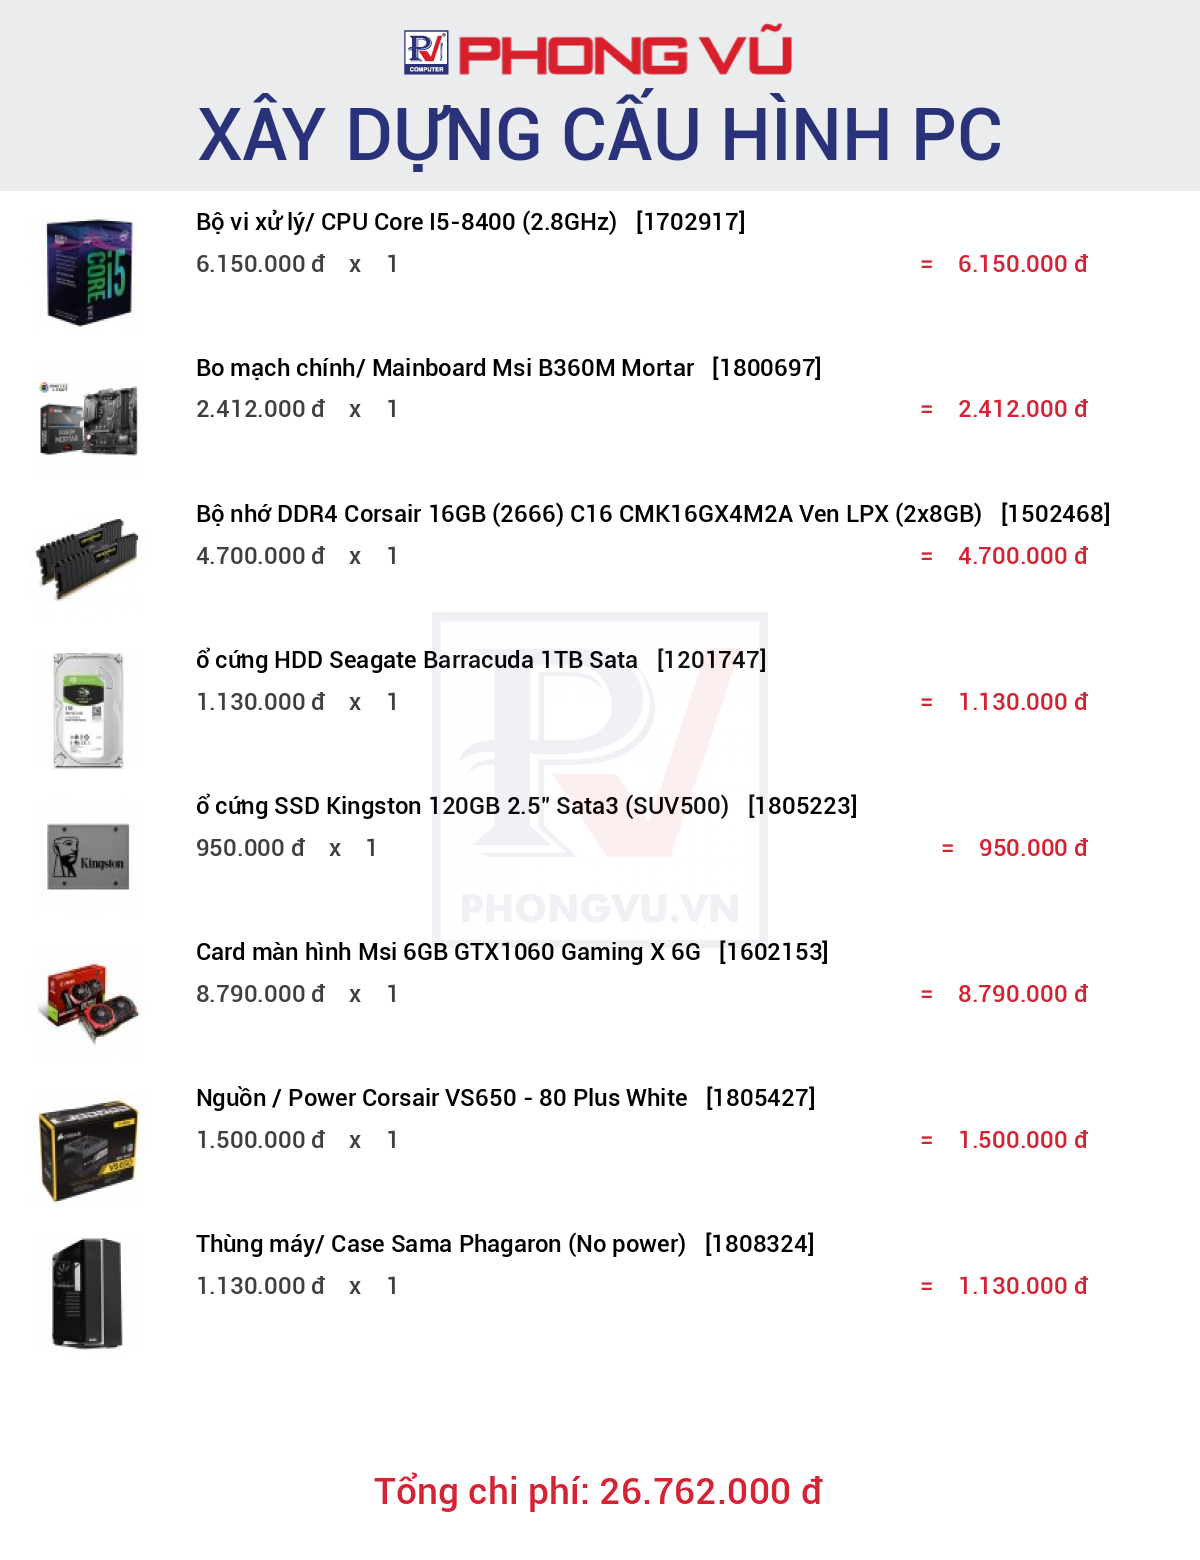 PV COMPUTER PHONG VŨ
XÂY DỰNG CẤU HÌNH PC
Bộ vi xử lý/ CPU Core I5-8400 (2.8GHz) [1702917]
6.150.000 đ x 1 = 6.150.000 đ
Bo mạch chính/ Mainboard Msi B360M Mortar [1800697]
2.412.000 đ x 1 = 2.412.000 đ
Bộ nhớ DDR4 Corsair 16GB (2666) C16 CMK16GX4M2A Ven LPX (2x8GB) [1502468]
4.700.000 đ x 1 = 4.700.000 đ
ổ cứng HDD Seagate Barracuda 1TB Sata [1201747]
1.130.000 đ x 1 = 1.130.000 đ
ổ cứng SSD Kingston 120GB 2.5" Sata3 (SUV500) [1805223]
Kingston
950.000 đ x 1 = 950.000 đ
PHONGVU.VN
Card màn hình Msi 6GB GTX1060 Gaming X 6G [1602153]
8.790.000 đ x 1 = 8.790.000 đ
Nguồn / Power Corsair VS650 - 80 Plus White [1805427]
1.500.000 đ x 1 = 1.500.000 đ
Thùng máy/ Case Sama Phagaron (No power) [1808324]
1.130.000 đ x 1 = 1.130.000 đ
Tổng chi phí: 26.762.000 đ